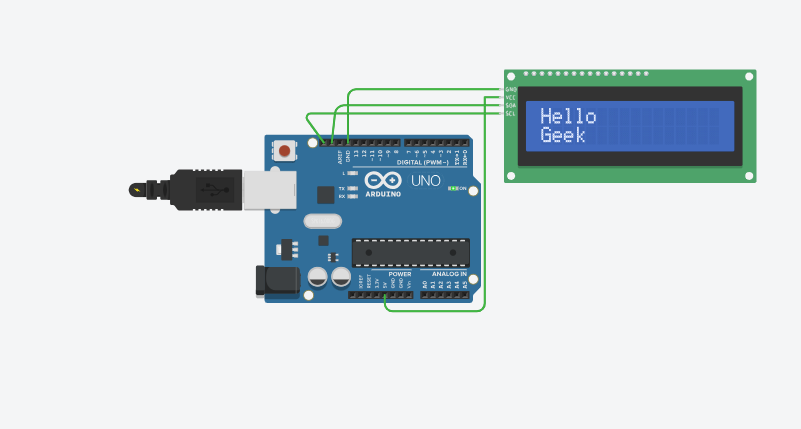 GND
VCC
SDA
SCL
Hello
Geek
AREF
GND
13
12
~11
~10
~9
8
7
~6
~5
4
~3
2
TX→1
RX←0
DIGITAL (PWM~)
L
TX
RX
ARDUINO
UNO
ON
POWER
ANALOG IN
IOREF
RESET
3.3V
5V
GND
GND
Vin
A0
A1
A2
A3
A4
A5